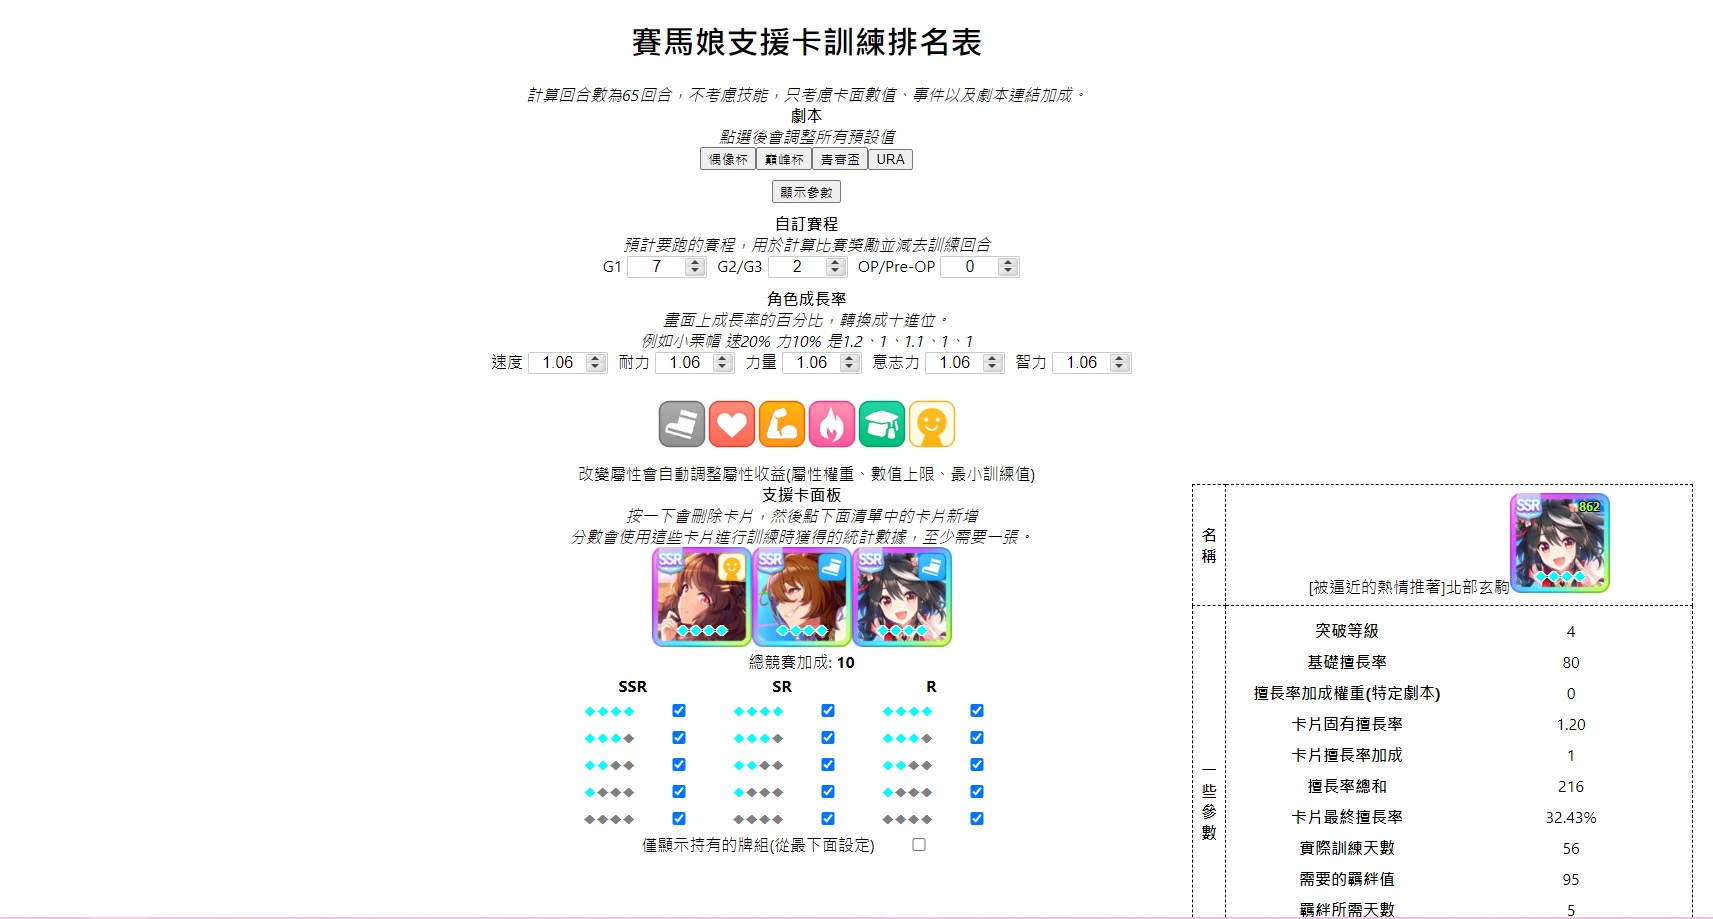 賽馬娘支援卡訓練排名表
計算回合數為65回合，不考慮技能，只考慮卡面數值、事件以及劇本連結加成。
劇本
點選後會調整所有預設值
偶像杯 巔峰杯 青春盃 URA
顯示參數
自訂賽程
預計要跑的賽程，用於計算比賽獎勵並減去訓練回合
G1 7 G2/G3 2 OP/Pre-OP 0
角色成長率
畫面上成長率的百分比，轉換成十進位。
例如小栗帽 速20% 力10% 是1.2、1、1.1、1、1
速度 1.06 耐力 1.06 力量 1.06 意志力 1.06 智力 1.06
改變屬性會自動調整屬性收益(屬性權重、數值上限、最小訓練值)
支援卡面板
按一下會刪除卡片，然後點下面清單中的卡片新增
分數會使用這些卡片進行訓練時獲得的統計數據，至少需要一張。
SSR SSR SSR
總競賽加成: 10
SSR SR R
僅顯示持有的牌組(從最下面設定)
名稱
SSR 862
[被逼近的熱情推著]北部玄駒
一些參數
突破等級 4
基礎擅長率 80
擅長率加成權重(特定劇本) 0
卡片固有擅長率 1.20
卡片擅長率加成 1
擅長率總和 216
卡片最終擅長率 32.43%
實際訓練天數 56
需要的羈絆值 95
羈絆所需天數 5